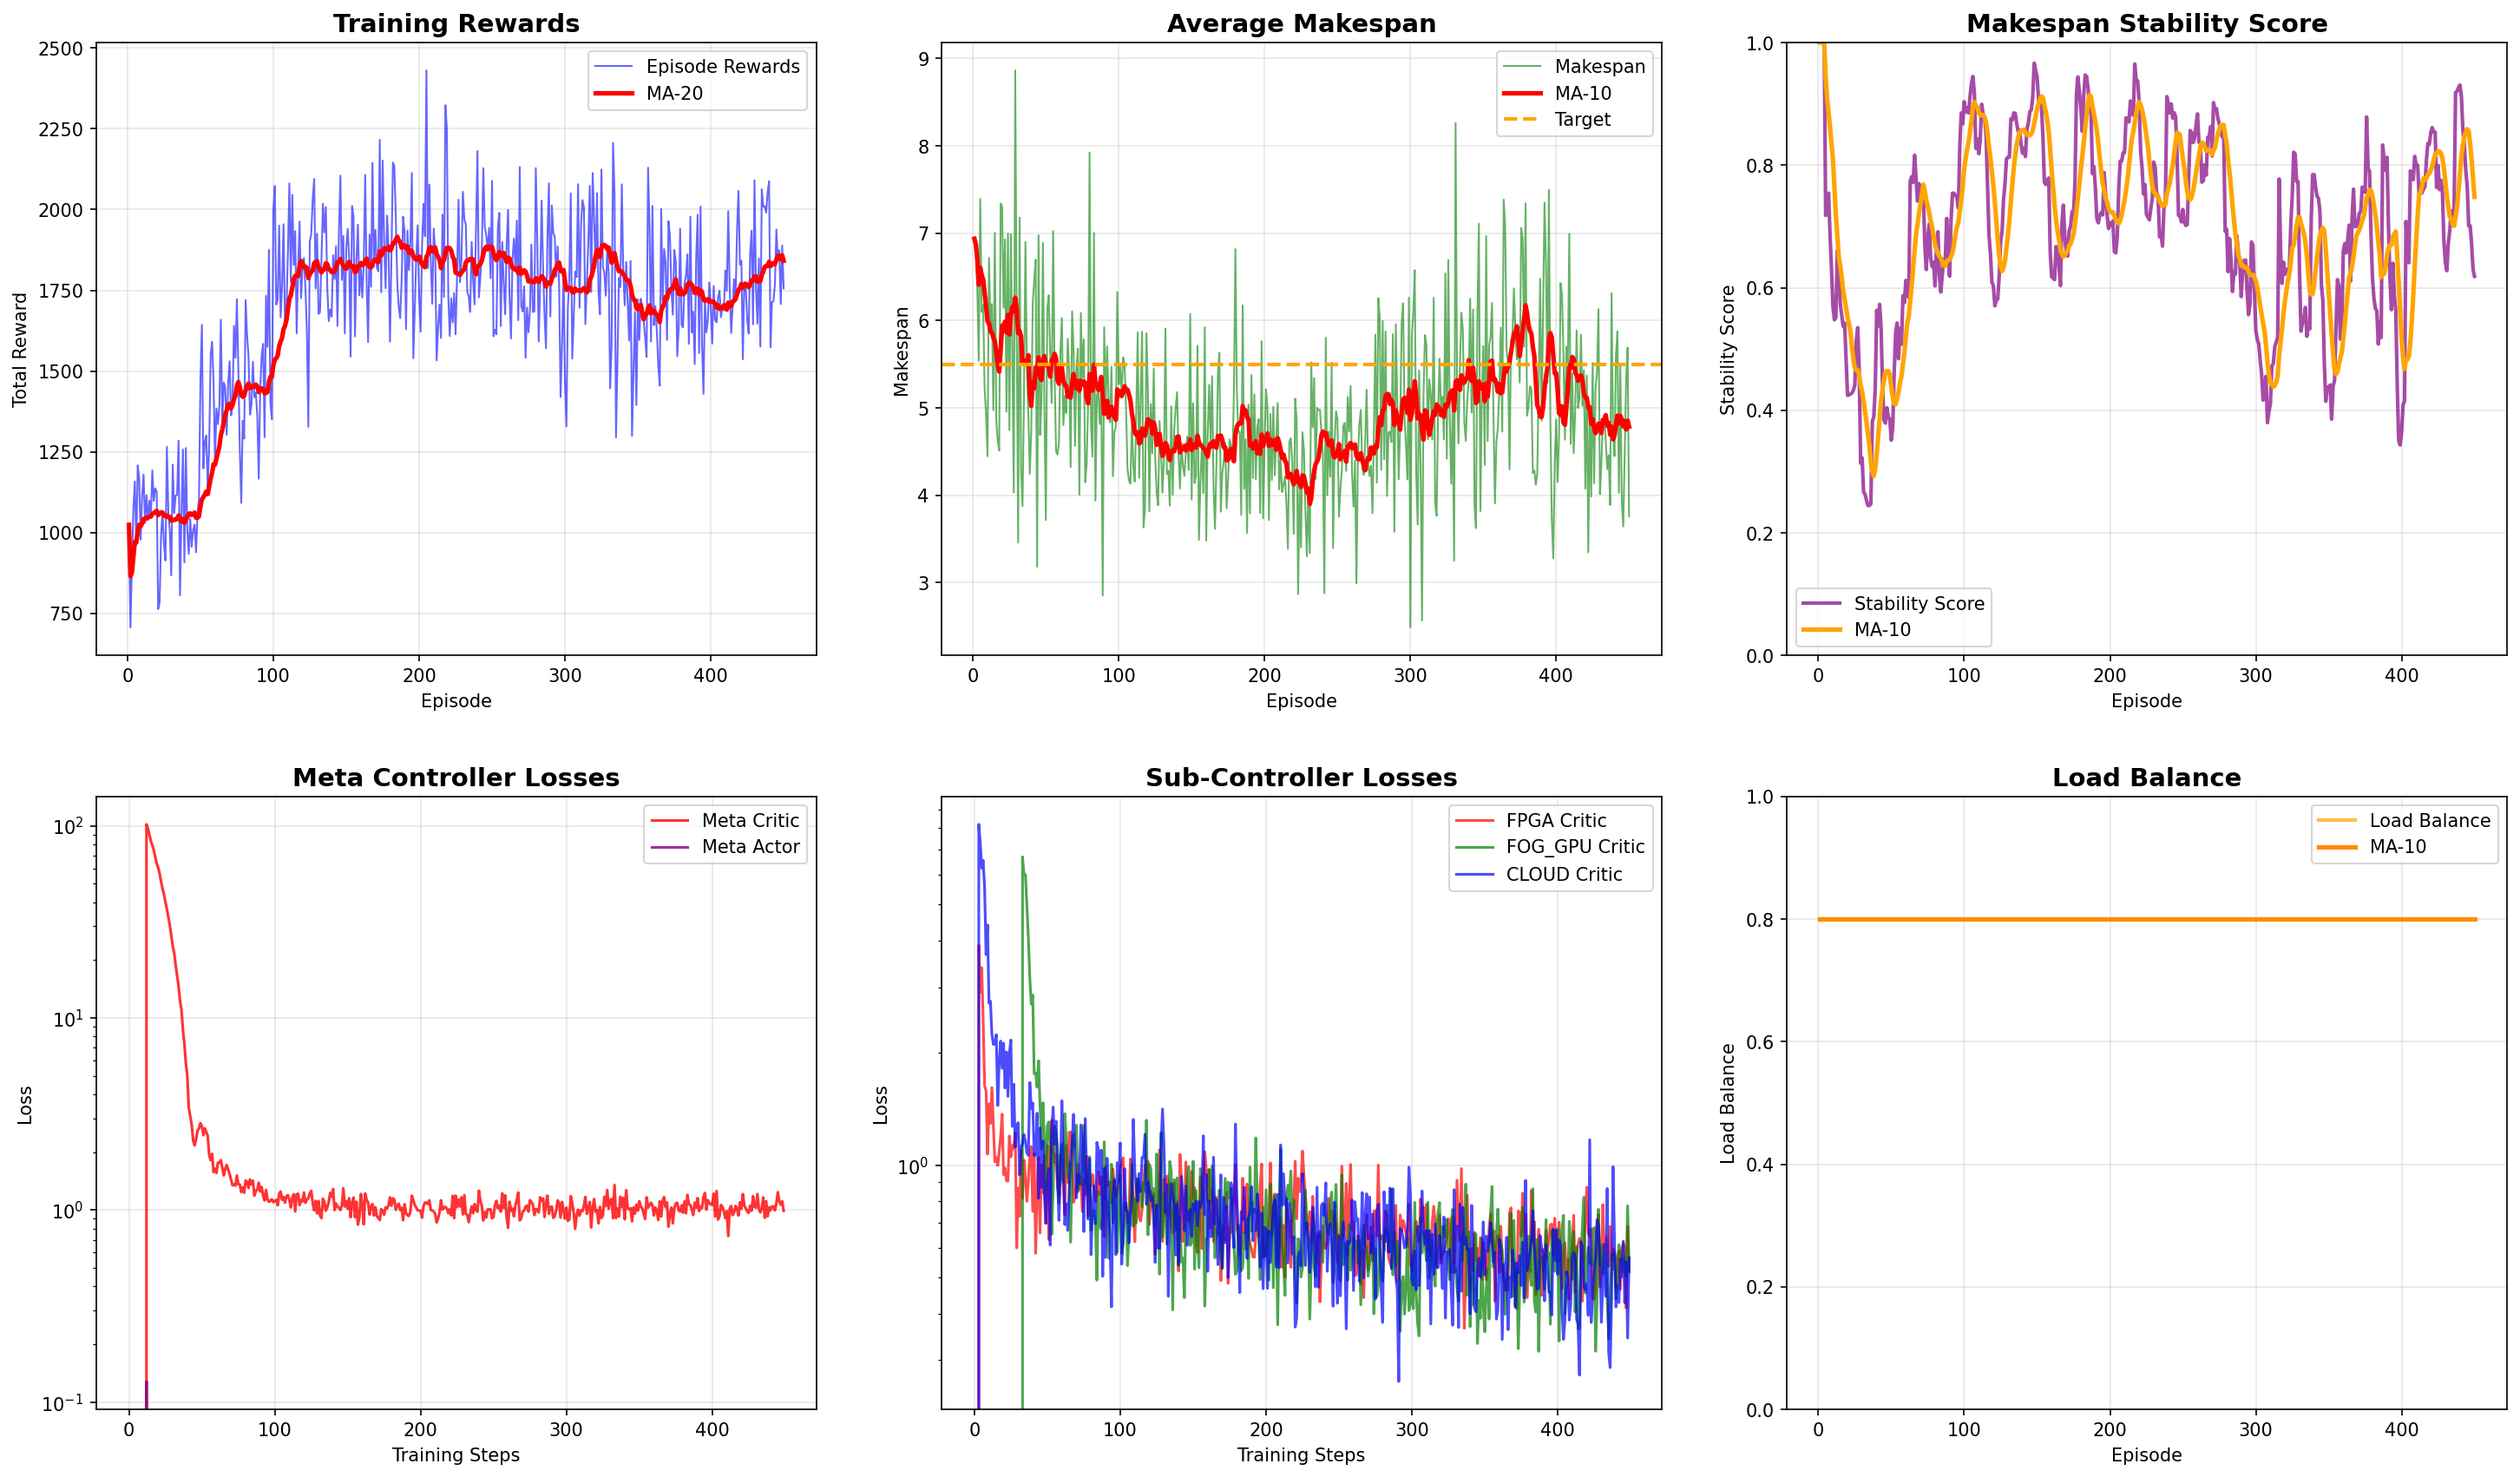 Training Rewards
Total Reward
2500
2250
2000
1750
1500
1250
1000
750
Episode Rewards
MA-20
0 100 200 300 400
Episode
Average Makespan
Makespan
9
8
7
6
5
4
3
Makespan
MA-10
Target
0 100 200 300 400
Episode
Makespan Stability Score
Stability Score
1.0
0.8
0.6
0.4
0.2
0.0
Stability Score
MA-10
0 100 200 300 400
Episode
Meta Controller Losses
Loss
10²
10¹
10⁰
10⁻¹
Meta Critic
Meta Actor
0 100 200 300 400
Training Steps
Sub-Controller Losses
Loss
10⁰
FPGA Critic
FOG_GPU Critic
CLOUD Critic
0 100 200 300 400
Training Steps
Load Balance
Load Balance
1.0
0.8
0.6
0.4
0.2
0.0
Load Balance
MA-10
0 100 200 300 400
Episode